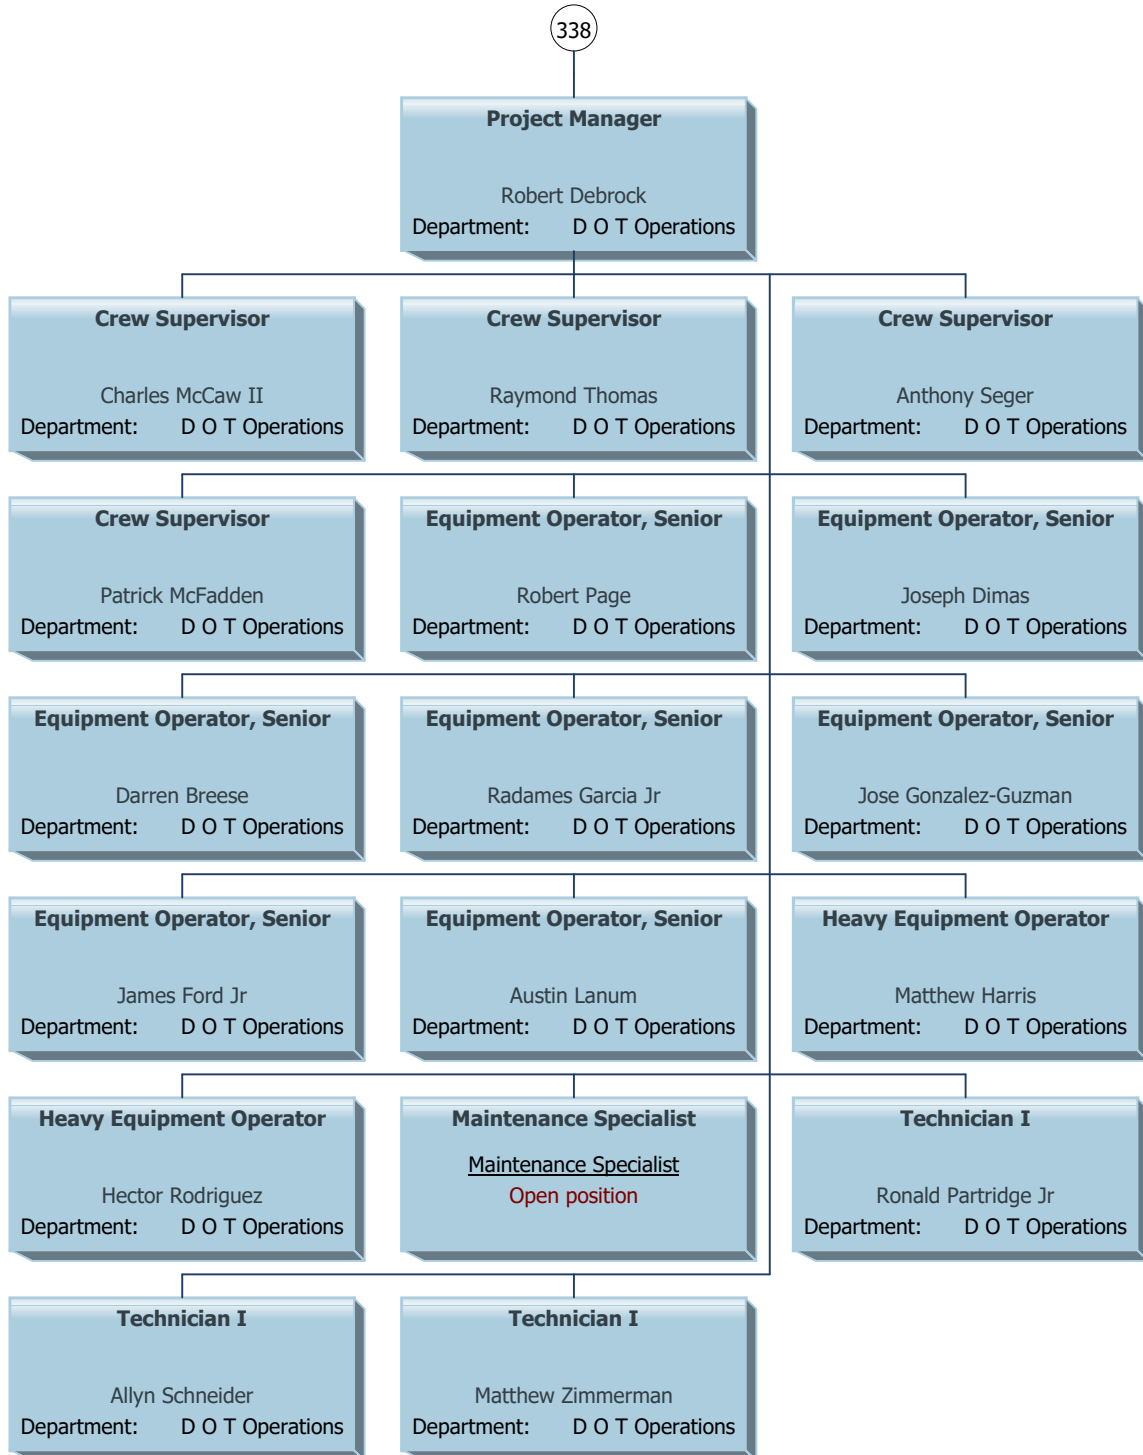 338
Project Manager
Robert Debrock
Department: D O T Operations
Crew Supervisor
Charles McCaw II
Department: D O T Operations
Crew Supervisor
Raymond Thomas
Department: D O T Operations
Crew Supervisor
Anthony Seger
Department: D O T Operations
Crew Supervisor
Patrick McFadden
Department: D O T Operations
Equipment Operator, Senior
Robert Page
Department: D O T Operations
Equipment Operator, Senior
Joseph Dimas
Department: D O T Operations
Equipment Operator, Senior
Darren Breese
Department: D O T Operations
Equipment Operator, Senior
Radames Garcia Jr
Department: D O T Operations
Equipment Operator, Senior
Jose Gonzalez-Guzman
Department: D O T Operations
Equipment Operator, Senior
James Ford Jr
Department: D O T Operations
Equipment Operator, Senior
Austin Lanum
Department: D O T Operations
Heavy Equipment Operator
Matthew Harris
Department: D O T Operations
Heavy Equipment Operator
Hector Rodriguez
Department: D O T Operations
Maintenance Specialist
Maintenance Specialist
Open position
Technician I
Ronald Partridge Jr
Department: D O T Operations
Technician I
Allyn Schneider
Department: D O T Operations
Technician I
Matthew Zimmerman
Department: D O T Operations